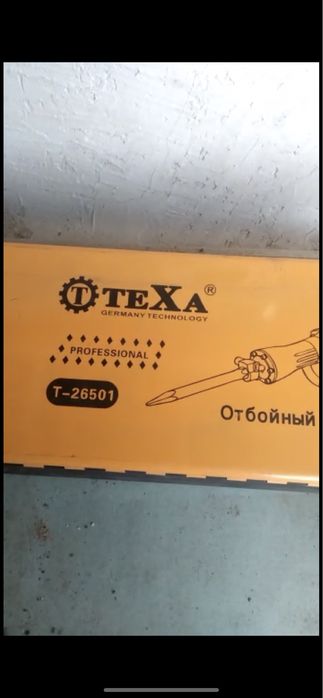 T TEXA ®
GERMANY TECHNOLOGY
PROFESSIONAL
T-26501
Отбойный